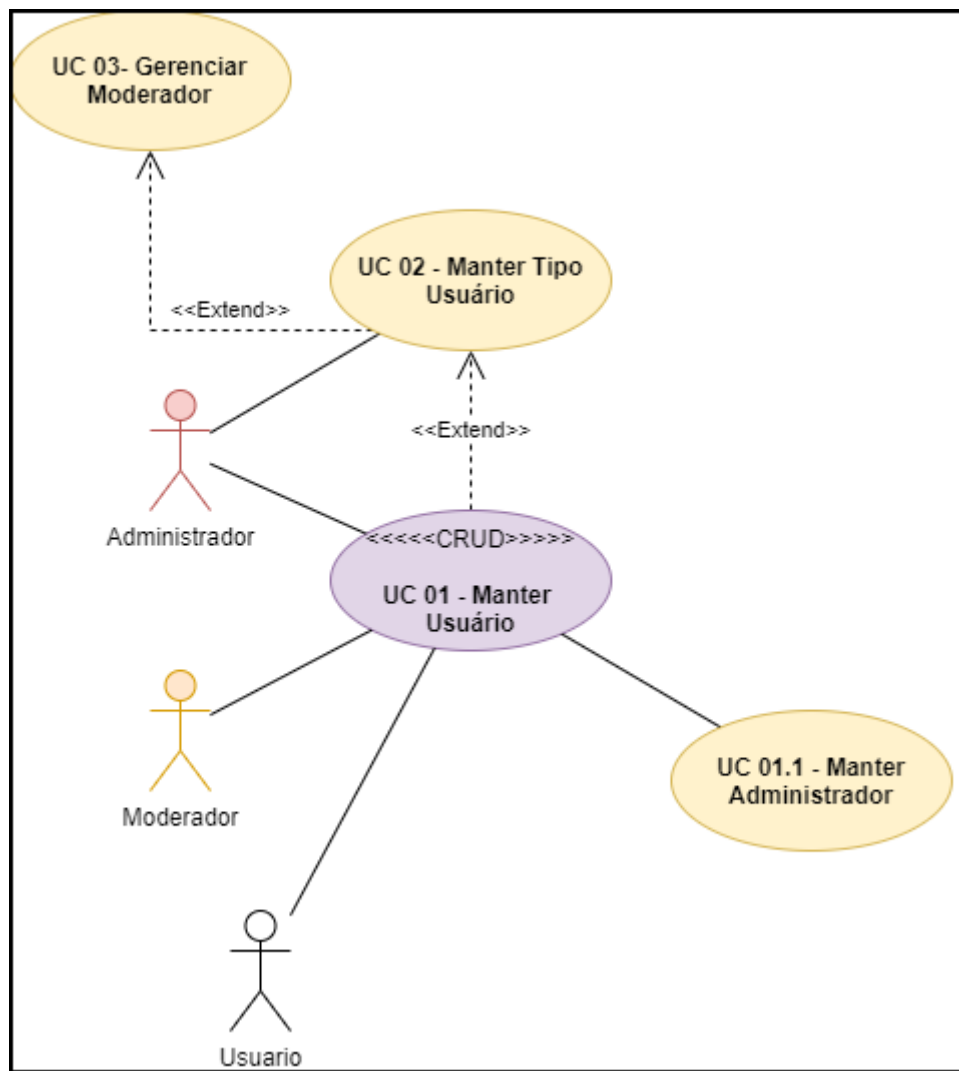 UC 03- Gerenciar
Moderador
UC 02 - Manter Tipo
Usuário
<<Extend>>
<<Extend>>
Administrador
<<<<<CRUD>>>>>
UC 01 - Manter
Usuário
UC 01.1 - Manter
Administrador
Moderador
Usuario